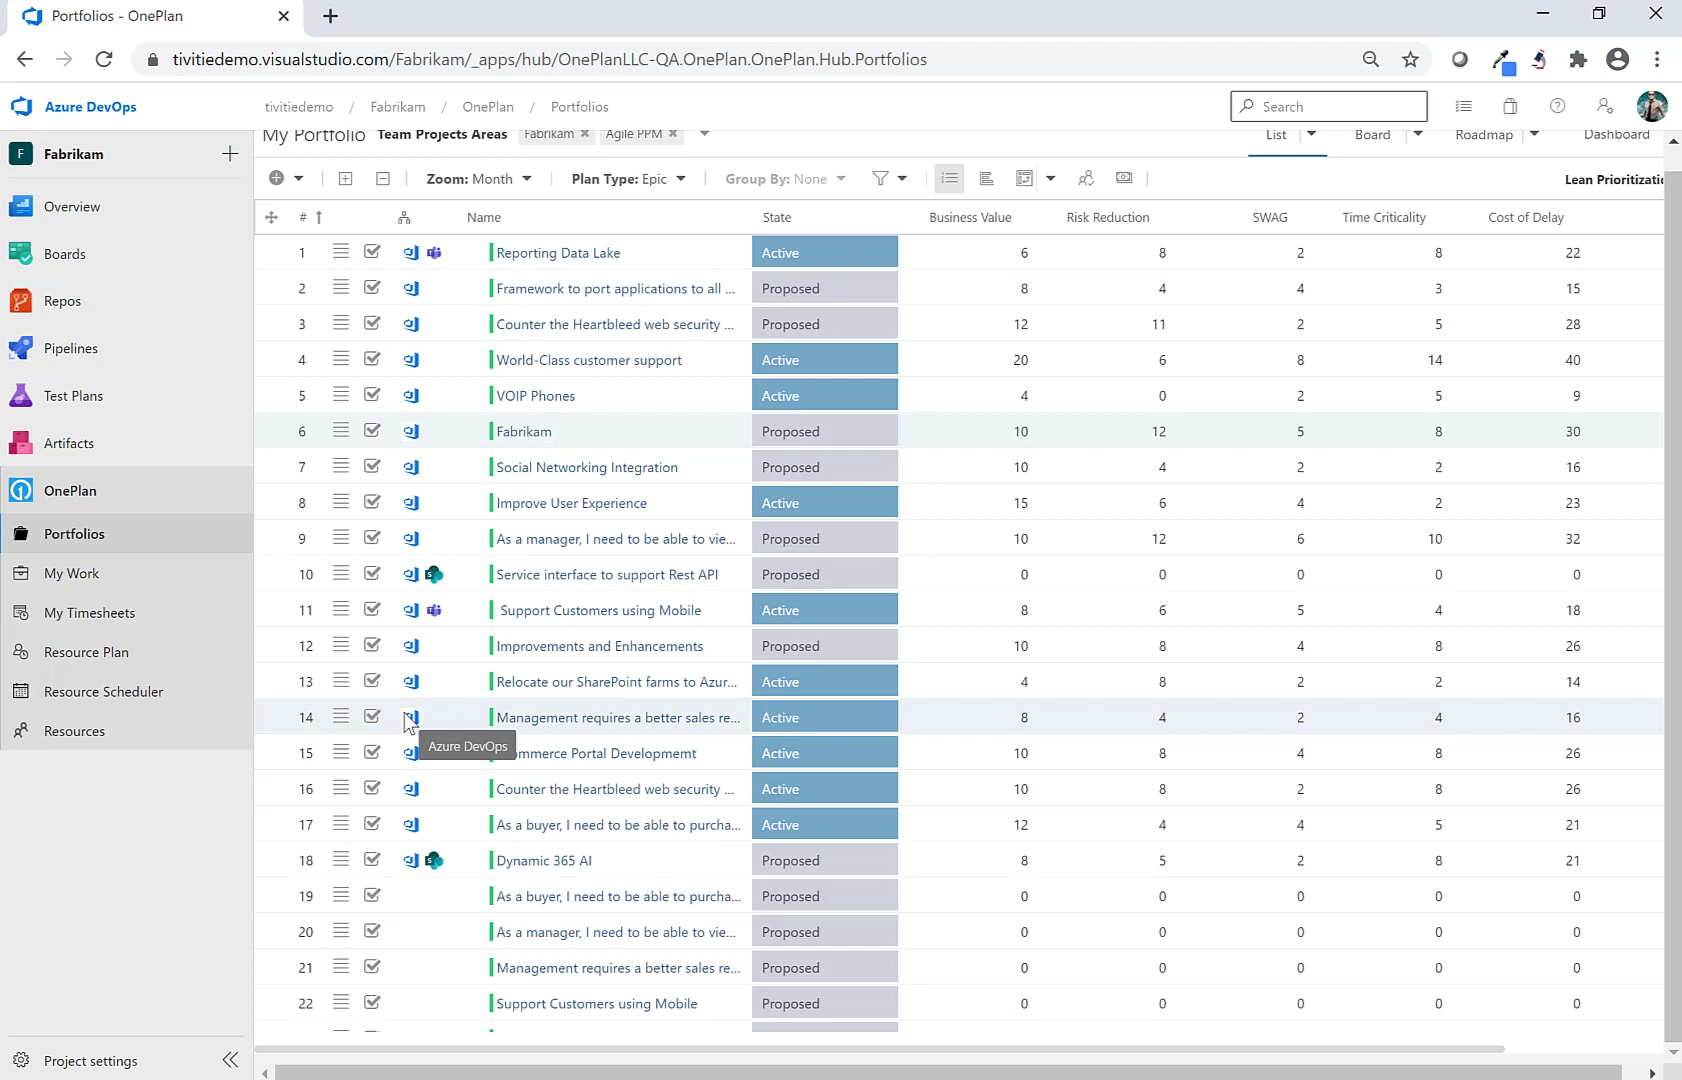 Portfolios - OnePlan
tivitiedemo.visualstudio.com/Fabrikam/_apps/hub/OnePlanLLC-QA.OnePlan.OnePlan.Hub.Portfolios
Azure DevOps
tivitiedemo / Fabrikam / OnePlan / Portfolios
Search
F Fabrikam
Overview
Boards
Repos
Pipelines
Test Plans
Artifacts
OnePlan
Portfolios
My Work
My Timesheets
Resource Plan
Resource Scheduler
Resources
Project settings
My Portfolio Team Projects Areas Fabrikam Agile PPM List Board Roadmap Dashboard
Zoom: Month Plan Type: Epic Group By: None Lean Prioritizatio
# Name State Business Value Risk Reduction SWAG Time Criticality Cost of Delay
1 Reporting Data Lake Active 6 8 2 8 22
2 Framework to port applications to all ... Proposed 8 4 4 3 15
3 Counter the Heartbleed web security ... Proposed 12 11 2 5 28
4 World-Class customer support Active 20 6 8 14 40
5 VOIP Phones Active 4 0 2 5 9
6 Fabrikam Proposed 10 12 5 8 30
7 Social Networking Integration Proposed 10 4 2 2 16
8 Improve User Experience Active 15 6 4 2 23
9 As a manager, I need to be able to vie... Proposed 10 12 6 10 32
10 Service interface to support Rest API Proposed 0 0 0 0 0
11 Support Customers using Mobile Active 8 6 5 4 18
12 Improvements and Enhancements Proposed 10 8 4 8 26
13 Relocate our SharePoint farms to Azur... Active 4 8 2 2 14
14 Management requires a better sales re... Active 8 4 2 4 16
Azure DevOps
15 ommerce Portal Developmemt Active 10 8 4 8 26
16 Counter the Heartbleed web security ... Active 10 8 2 8 26
17 As a buyer, I need to be able to purcha... Active 12 4 4 5 21
18 Dynamic 365 AI Proposed 8 5 2 8 21
19 As a buyer, I need to be able to purcha... Proposed 0 0 0 0 0
20 As a manager, I need to be able to vie... Proposed 0 0 0 0 0
21 Management requires a better sales re... Proposed 0 0 0 0 0
22 Support Customers using Mobile Proposed 0 0 0 0 0